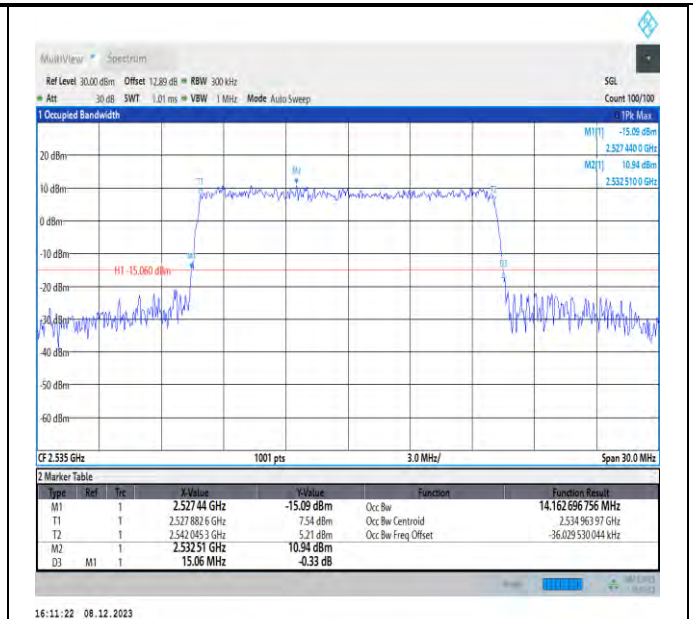 MultiView Spectrum
Ref Level 30.00 dBm Offset 12.89 dB RBW 300 kHz SGL
Att 30 dB SWT 1.01 ms VBW 1 MHz Mode Auto Sweep Count 100/100
1 Occupied Bandwidth 1Pk Max
M1[1] -15.09 dBm
2.527 440 0 GHz
M2[1] 10.94 dBm
2.532 510 0 GHz
20 dBm
T1 M2 T2
10 dBm
0 dBm
-10 dBm
M1 D3
H1 -15.060 dBm
-20 dBm
-30 dBm
-40 dBm
-50 dBm
-60 dBm
CF 2.535 GHz 1001 pts 3.0 MHz/ Span 30.0 MHz
2 Marker Table
Type Ref Trc X-Value Y-Value Function Function Result
M1 1 2.527 44 GHz -15.09 dBm Occ Bw 14.162 696 756 MHz
T1 1 2.527 882 6 GHz 7.54 dBm Occ Bw Centroid 2.534 963 97 GHz
T2 1 2.542 045 3 GHz 5.21 dBm Occ Bw Freq Offset -36.029 530 044 kHz
M2 1 2.532 51 GHz 10.94 dBm
D3 M1 1 15.06 MHz -0.33 dB
16:11:22 08.12.2023